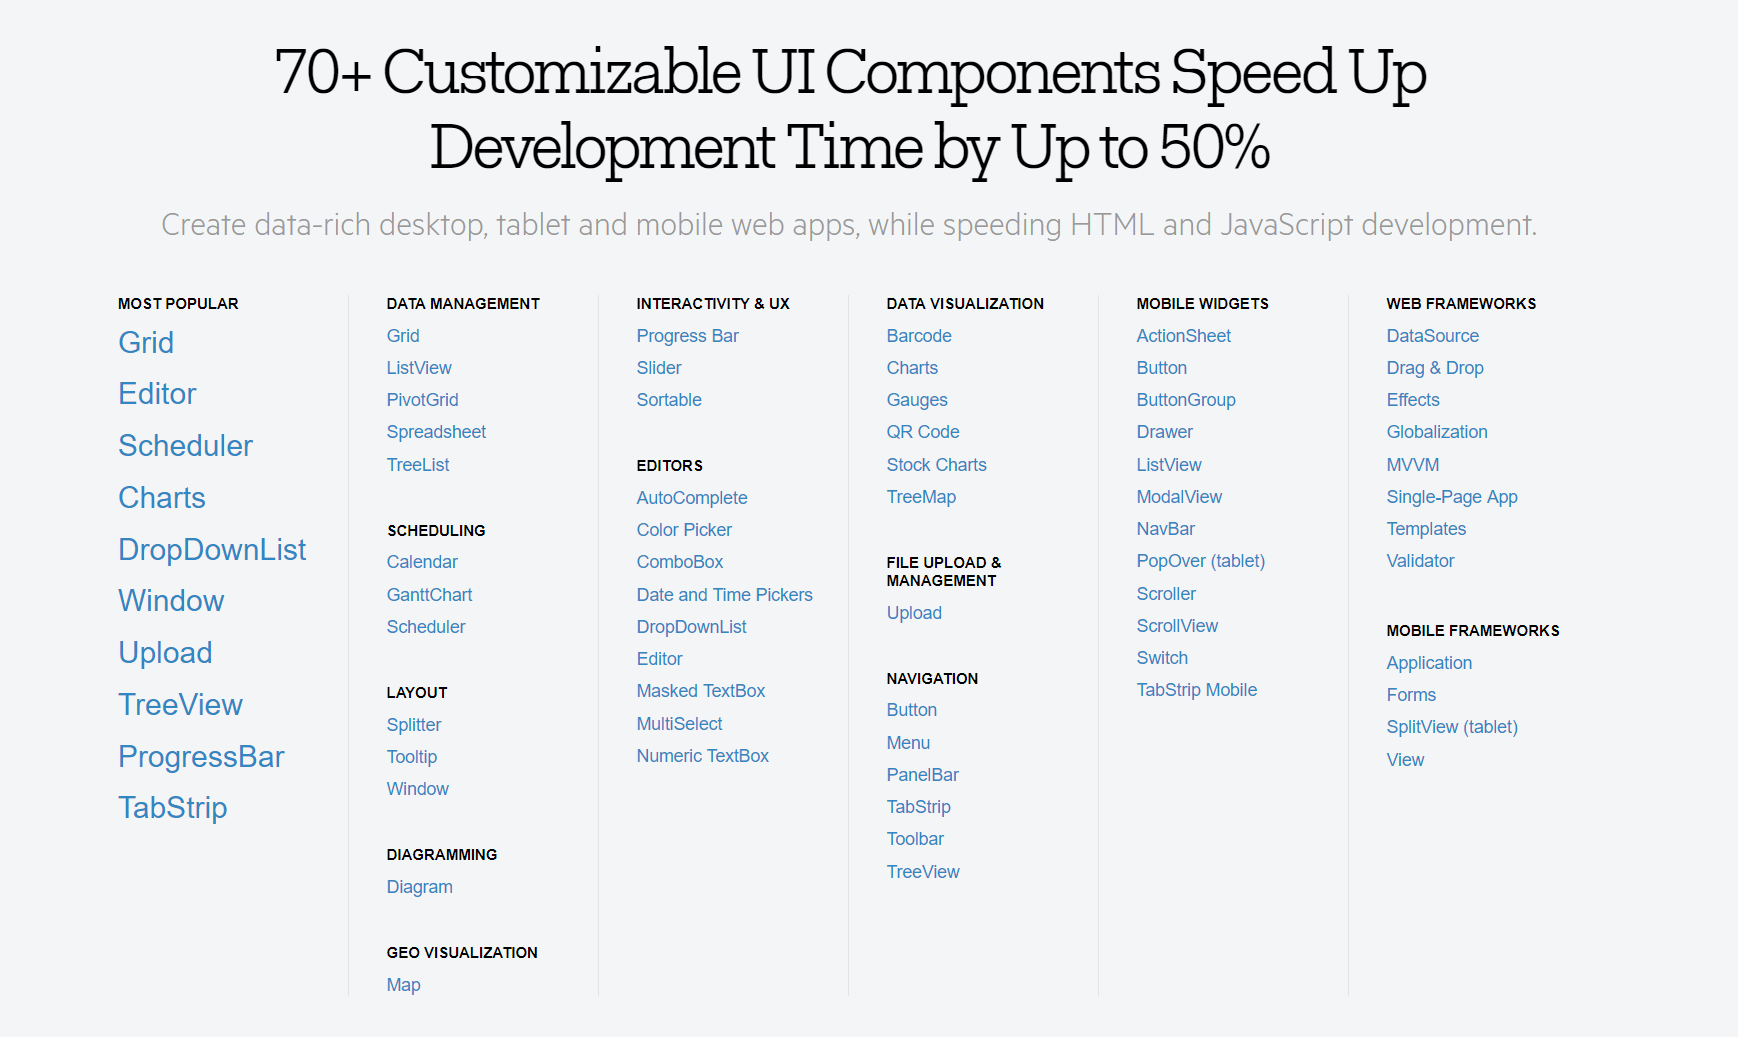 70+ Customizable UI Components Speed Up
Development Time by Up to 50%
Create data-rich desktop, tablet and mobile web apps, while speeding HTML and JavaScript development.
MOST POPULAR
Grid
Editor
Scheduler
Charts
DropDownList
Window
Upload
TreeView
ProgressBar
TabStrip
DATA MANAGEMENT
Grid
ListView
PivotGrid
Spreadsheet
TreeList
SCHEDULING
Calendar
GanttChart
Scheduler
LAYOUT
Splitter
Tooltip
Window
DIAGRAMMING
Diagram
GEO VISUALIZATION
Map
INTERACTIVITY & UX
Progress Bar
Slider
Sortable
EDITORS
AutoComplete
Color Picker
ComboBox
Date and Time Pickers
DropDownList
Editor
Masked TextBox
MultiSelect
Numeric TextBox
DATA VISUALIZATION
Barcode
Charts
Gauges
QR Code
Stock Charts
TreeMap
FILE UPLOAD &
MANAGEMENT
Upload
NAVIGATION
Button
Menu
PanelBar
TabStrip
Toolbar
TreeView
MOBILE WIDGETS
ActionSheet
Button
ButtonGroup
Drawer
ListView
ModalView
NavBar
PopOver (tablet)
Scroller
ScrollView
Switch
TabStrip Mobile
WEB FRAMEWORKS
DataSource
Drag & Drop
Effects
Globalization
MVVM
Single-Page App
Templates
Validator
MOBILE FRAMEWORKS
Application
Forms
SplitView (tablet)
View